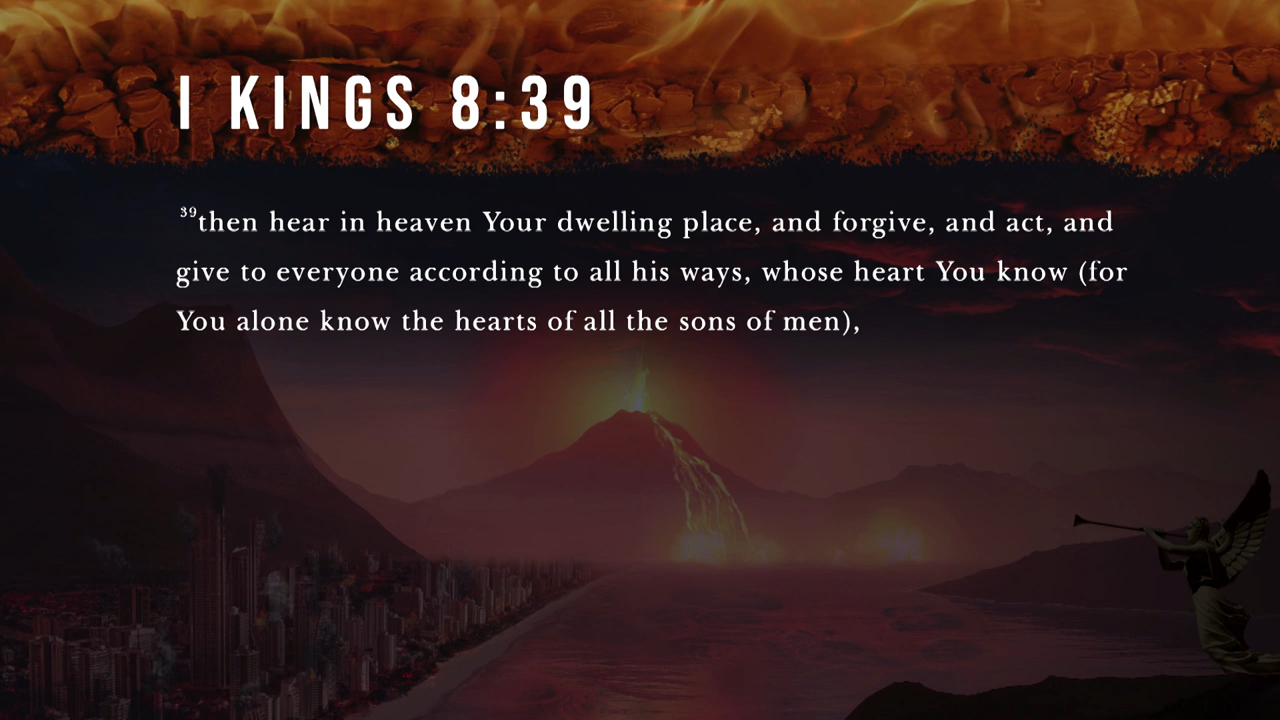 I KINGS 8:39
39then hear in heaven Your dwelling place, and forgive, and act, and
give to everyone according to all his ways, whose heart You know (for
You alone know the hearts of all the sons of men),